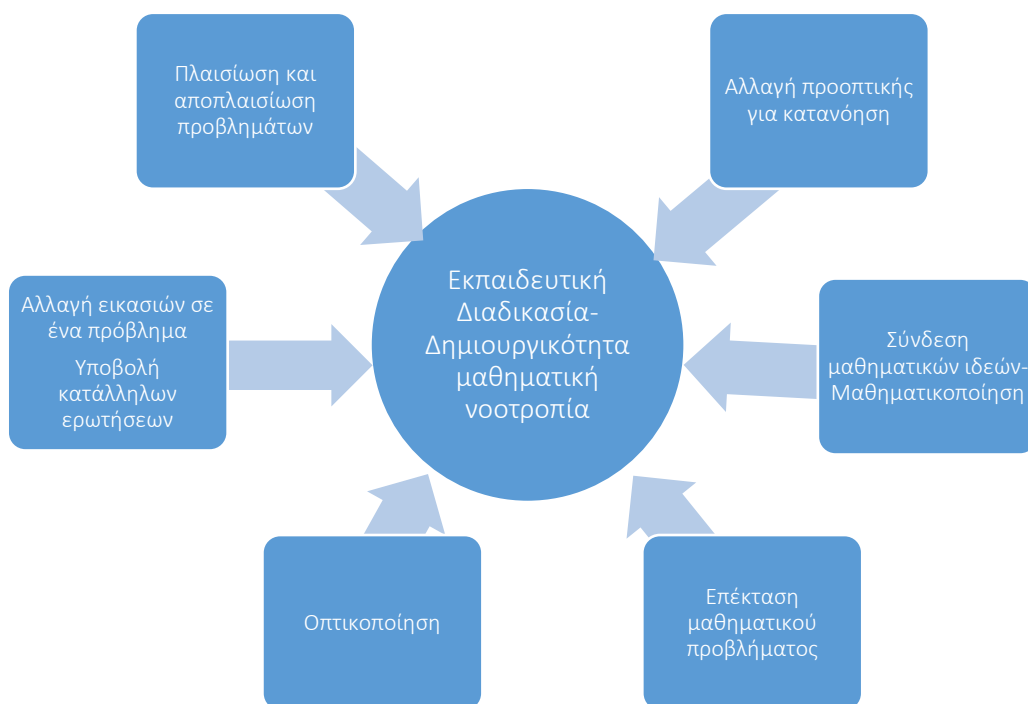 Πλαισίωση και
αποπλαισίωση
προβλημάτων
Αλλαγή προοπτικής
για κατανόηση
Εκπαιδευτική
Διαδικασία-
Δημιουργικότητα
μαθηματική
νοοτροπία
Αλλαγή εικασιών σε
ένα πρόβλημα
Υποβολή
κατάλληλων
ερωτήσεων
Σύνδεση
μαθηματικών ιδεών-
Μαθηματικοποίηση
Οπτικοποίηση
Επέκταση
μαθηματικού
προβλήματος